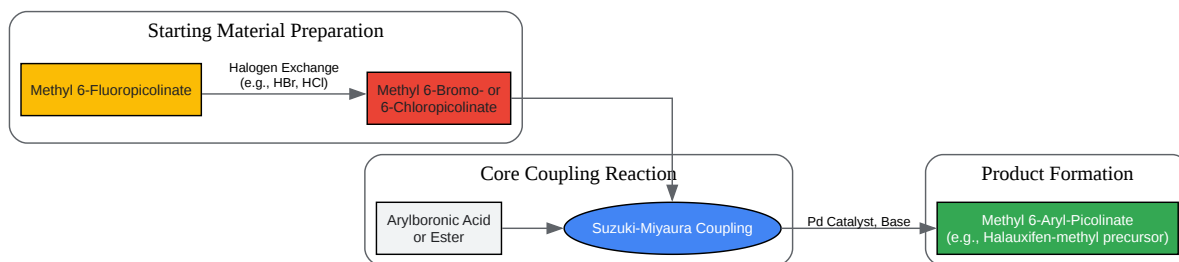 Starting Material Preparation
Methyl 6-Fluoropicolinate
Halogen Exchange
(e.g., HBr, HCl)
Methyl 6-Bromo- or
6-Chloropicolinate
Core Coupling Reaction
Arylboronic Acid
or Ester
Suzuki-Miyaura Coupling
Pd Catalyst, Base
Product Formation
Methyl 6-Aryl-Picolinate
(e.g., Halauxifen-methyl precursor)